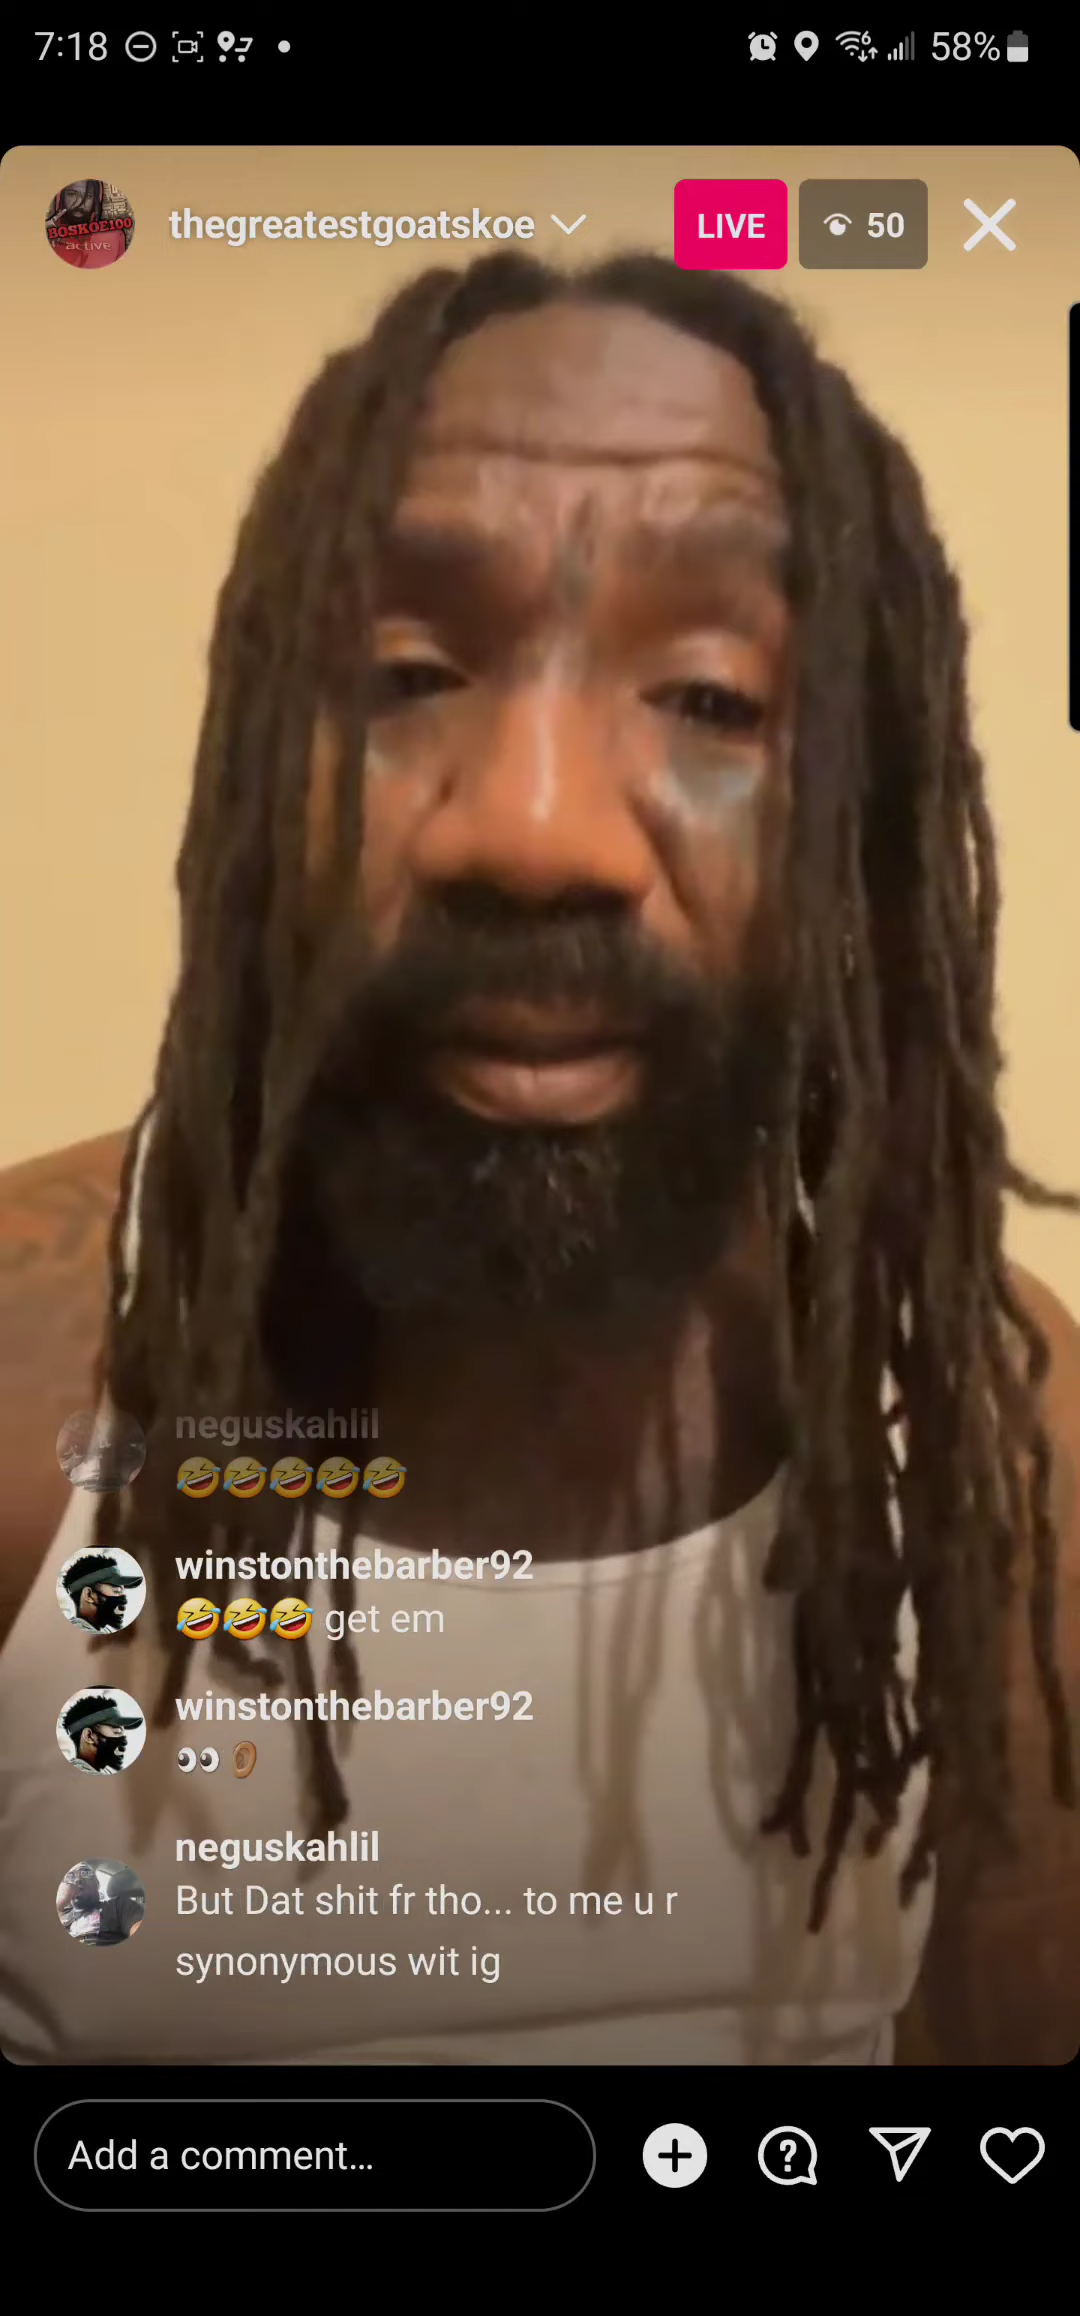 7:18
58%
BOSKOE100
active
thegreatestgoatskoe
LIVE
50
neguskahlil
🤣🤣🤣🤣🤣
winstonthebarber92
🤣🤣🤣 get em
winstonthebarber92
👀👂🏾
neguskahlil
But Dat shit fr tho... to me u r
synonymous wit ig
Add a comment...